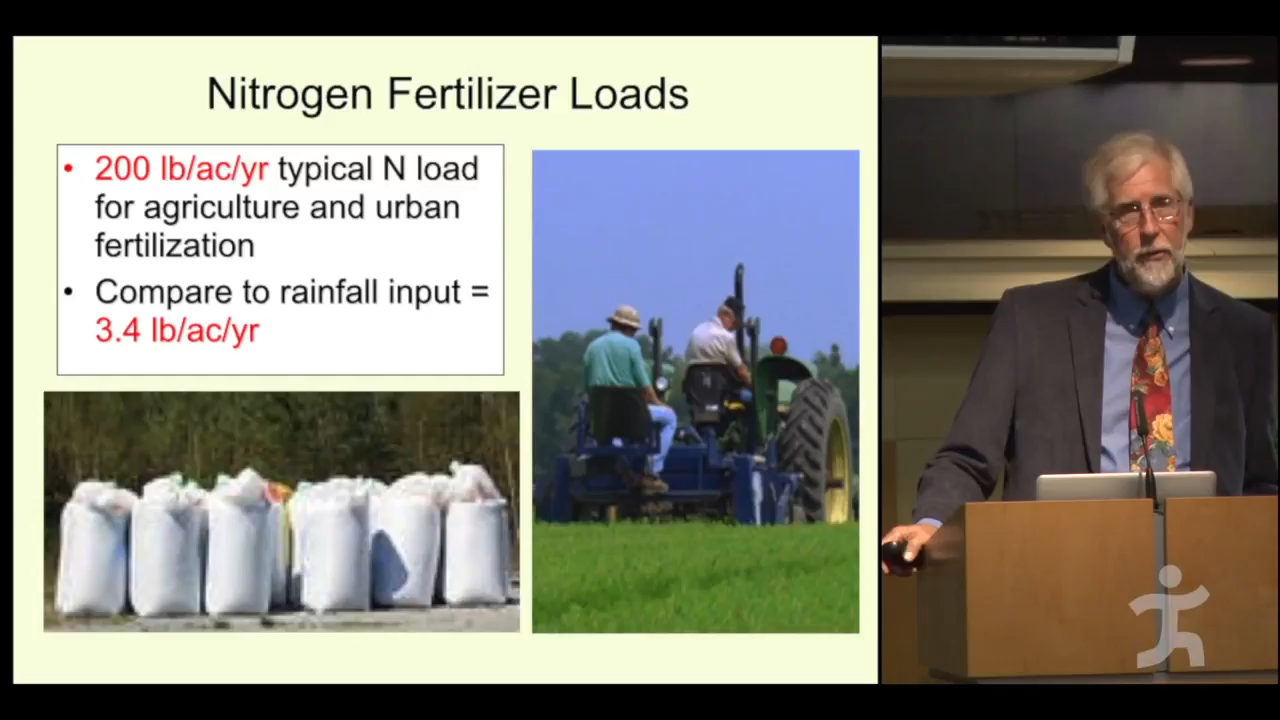 Nitrogen Fertilizer Loads
• 200 lb/ac/yr typical N load
for agriculture and urban
fertilization
• Compare to rainfall input =
3.4 lb/ac/yr